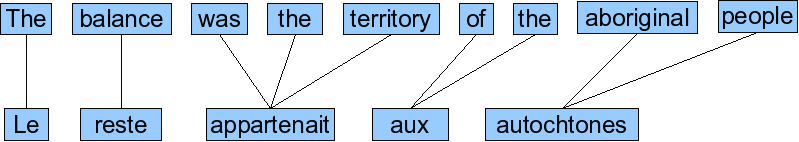 The balance was the territory of the aboriginal people
Le reste appartenait aux autochtones